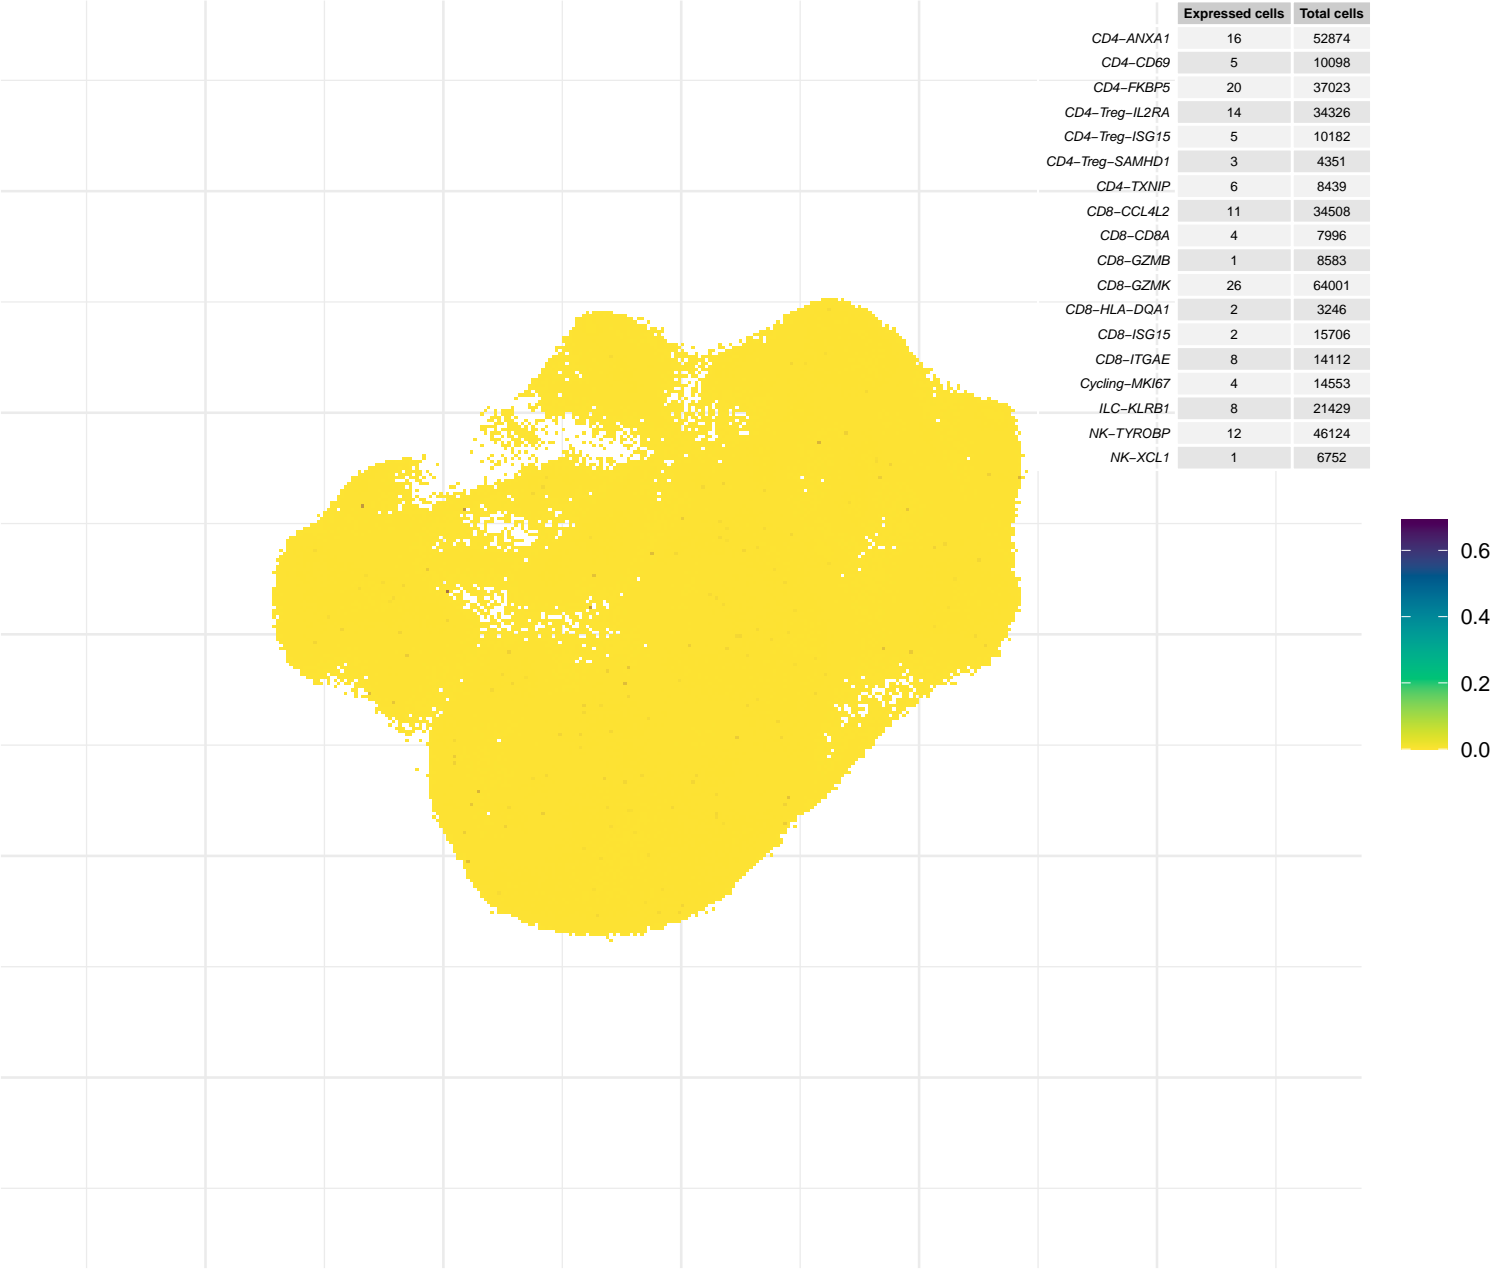 Expressed cells Total cells
CD4−ANXA1 16 52874
CD4−CD69 5 10098
CD4−FKBP5 20 37023
CD4−Treg−IL2RA 14 34326
CD4−Treg−ISG15 5 10182
CD4−Treg−SAMHD1 3 4351
CD4−TXNIP 6 8439
CD8−CCL4L2 11 34508
CD8−CD8A 4 7996
CD8−GZMB 1 8583
CD8−GZMK 26 64001
CD8−HLA−DQA1 2 3246
CD8−ISG15 2 15706
CD8−ITGAE 8 14112
Cycling−MKI67 4 14553
ILC−KLRB1 8 21429
NK−TYROBP 12 46124
NK−XCL1 1 6752
0.6
0.4
0.2
0.0